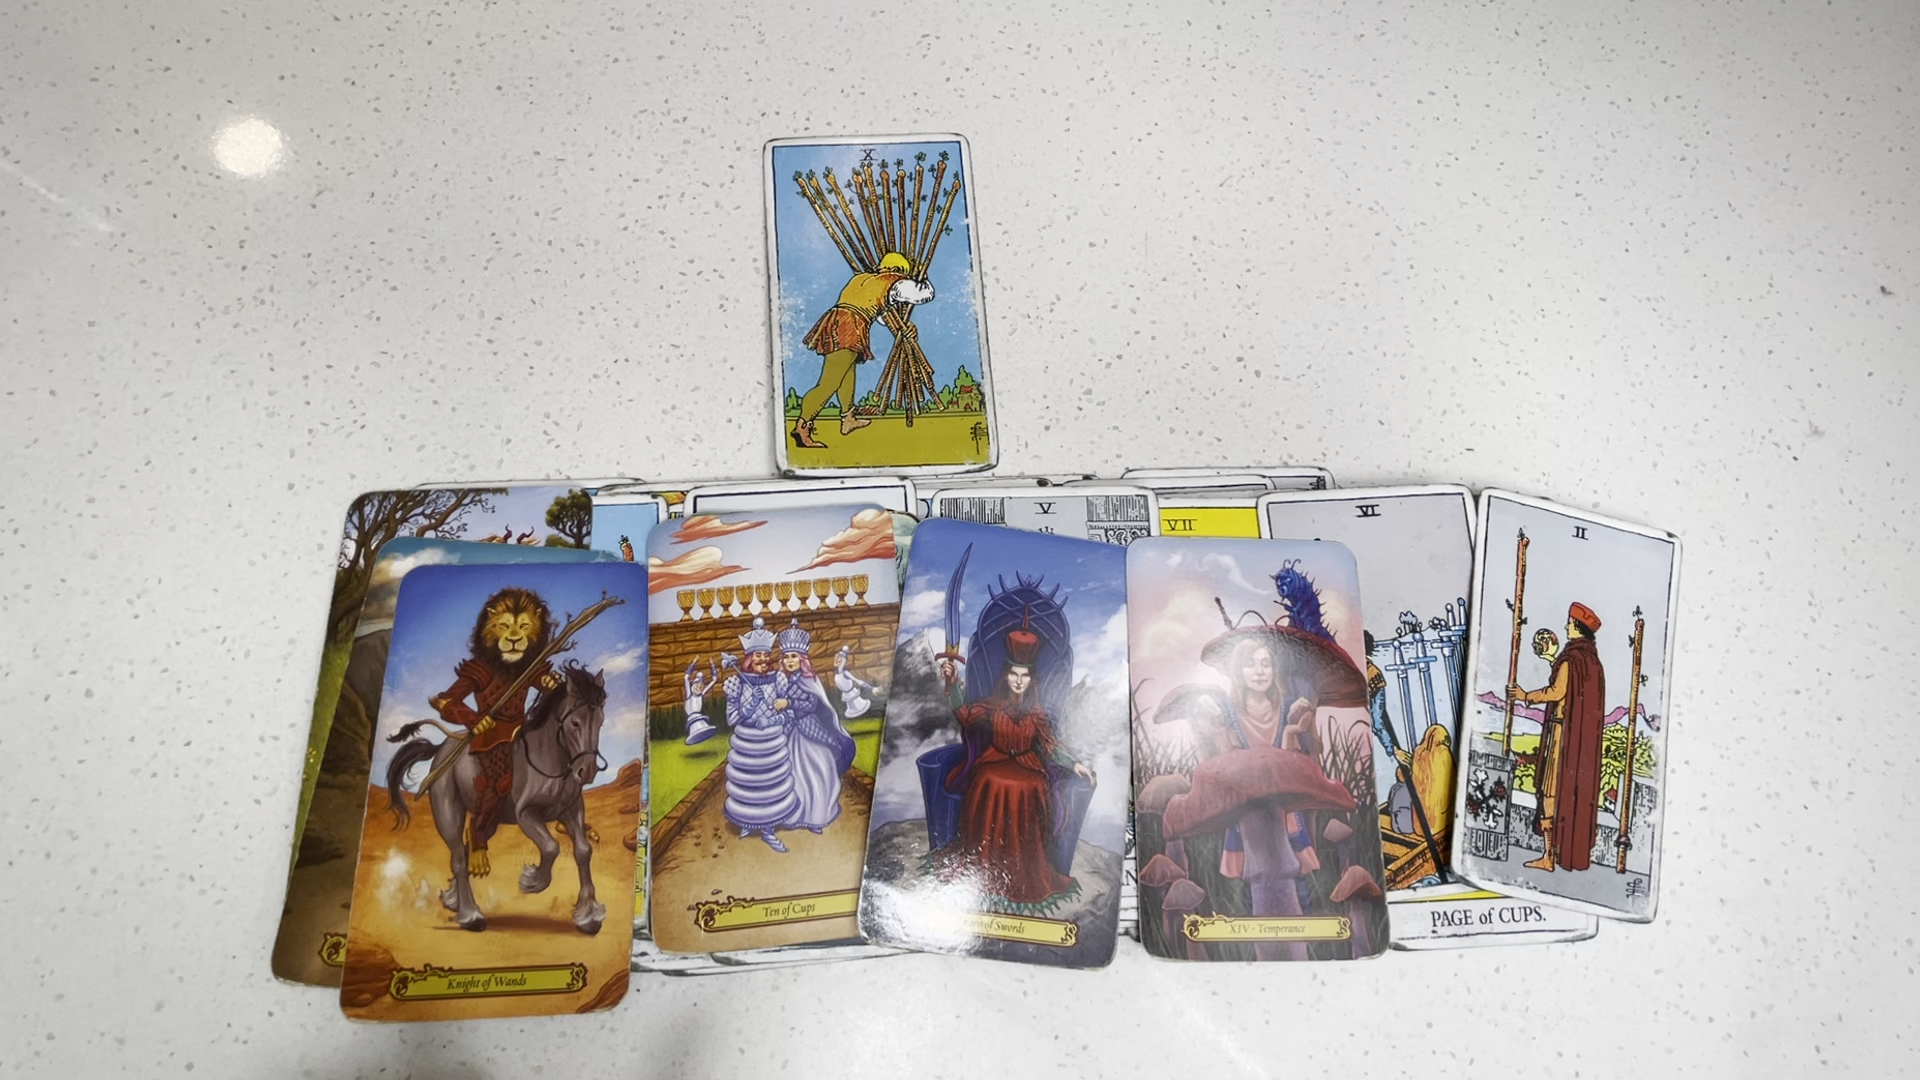 X
V
VII
VI
II
Knight of Wands
Ten of Cups
of Swords
XIV · Temperance
PAGE of CUPS.